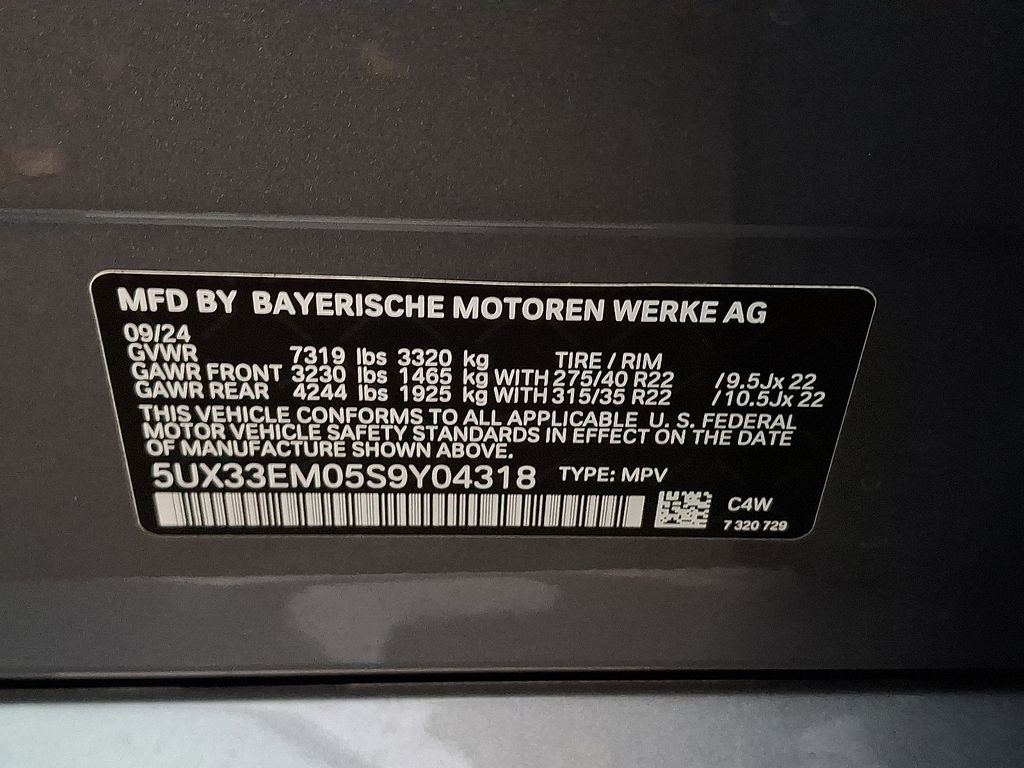 MFD BY BAYERISCHE MOTOREN WERKE AG
09/24
GVWR 7319 lbs 3320 kg TIRE / RIM
GAWR FRONT 3230 lbs 1465 kg WITH 275/40 R22 /9.5Jx 22
GAWR REAR 4244 lbs 1925 kg WITH 315/35 R22 /10.5Jx 22
THIS VEHICLE CONFORMS TO ALL APPLICABLE U. S. FEDERAL
MOTOR VEHICLE SAFETY STANDARDS IN EFFECT ON THE DATE
OF MANUFACTURE SHOWN ABOVE.
5UX33EM05S9Y04318 TYPE: MPV
C4W
7 320 729